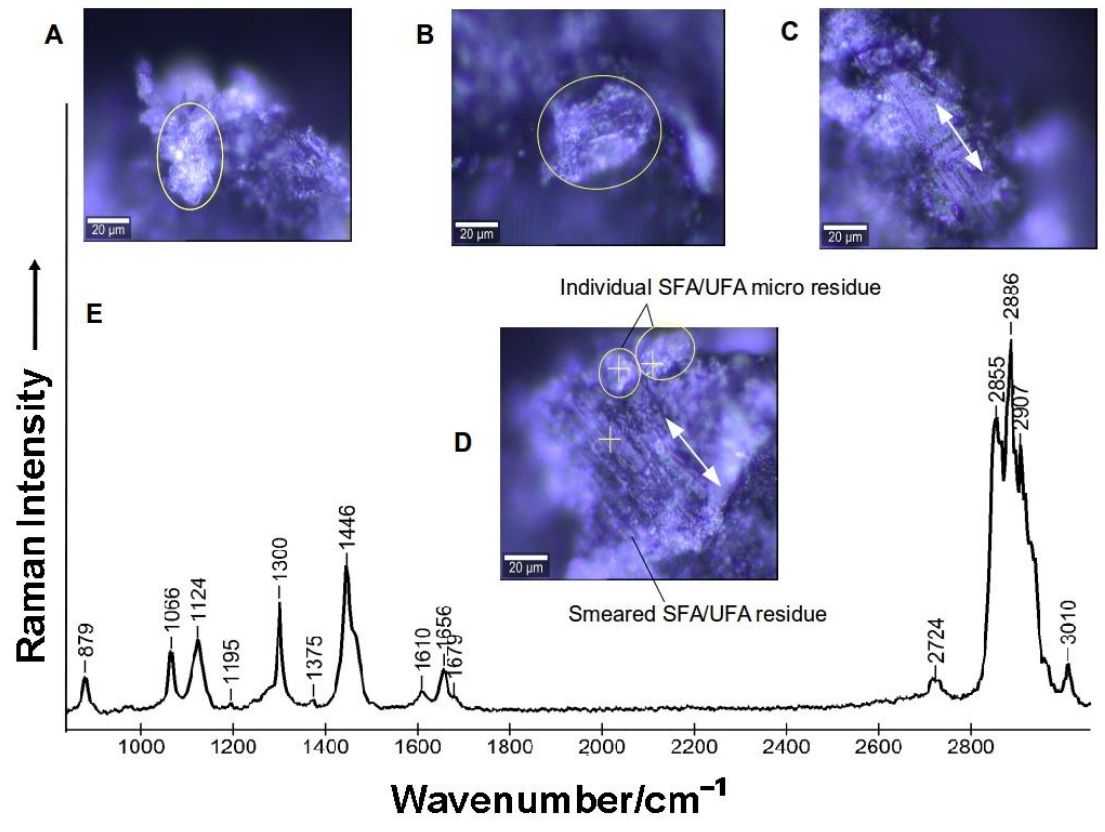 A
B
C
20 µm
20 µm
20 µm
Individual SFA/UFA micro residue
E
D
20 µm
Smeared SFA/UFA residue
Raman Intensity
879
1066
1124
1195
1300
1375
1446
1610
1656
1679
2724
2855
2886
2907
3010
1000 1200 1400 1600 1800 2000 2200 2400 2600 2800
Wavenumber/cm⁻¹